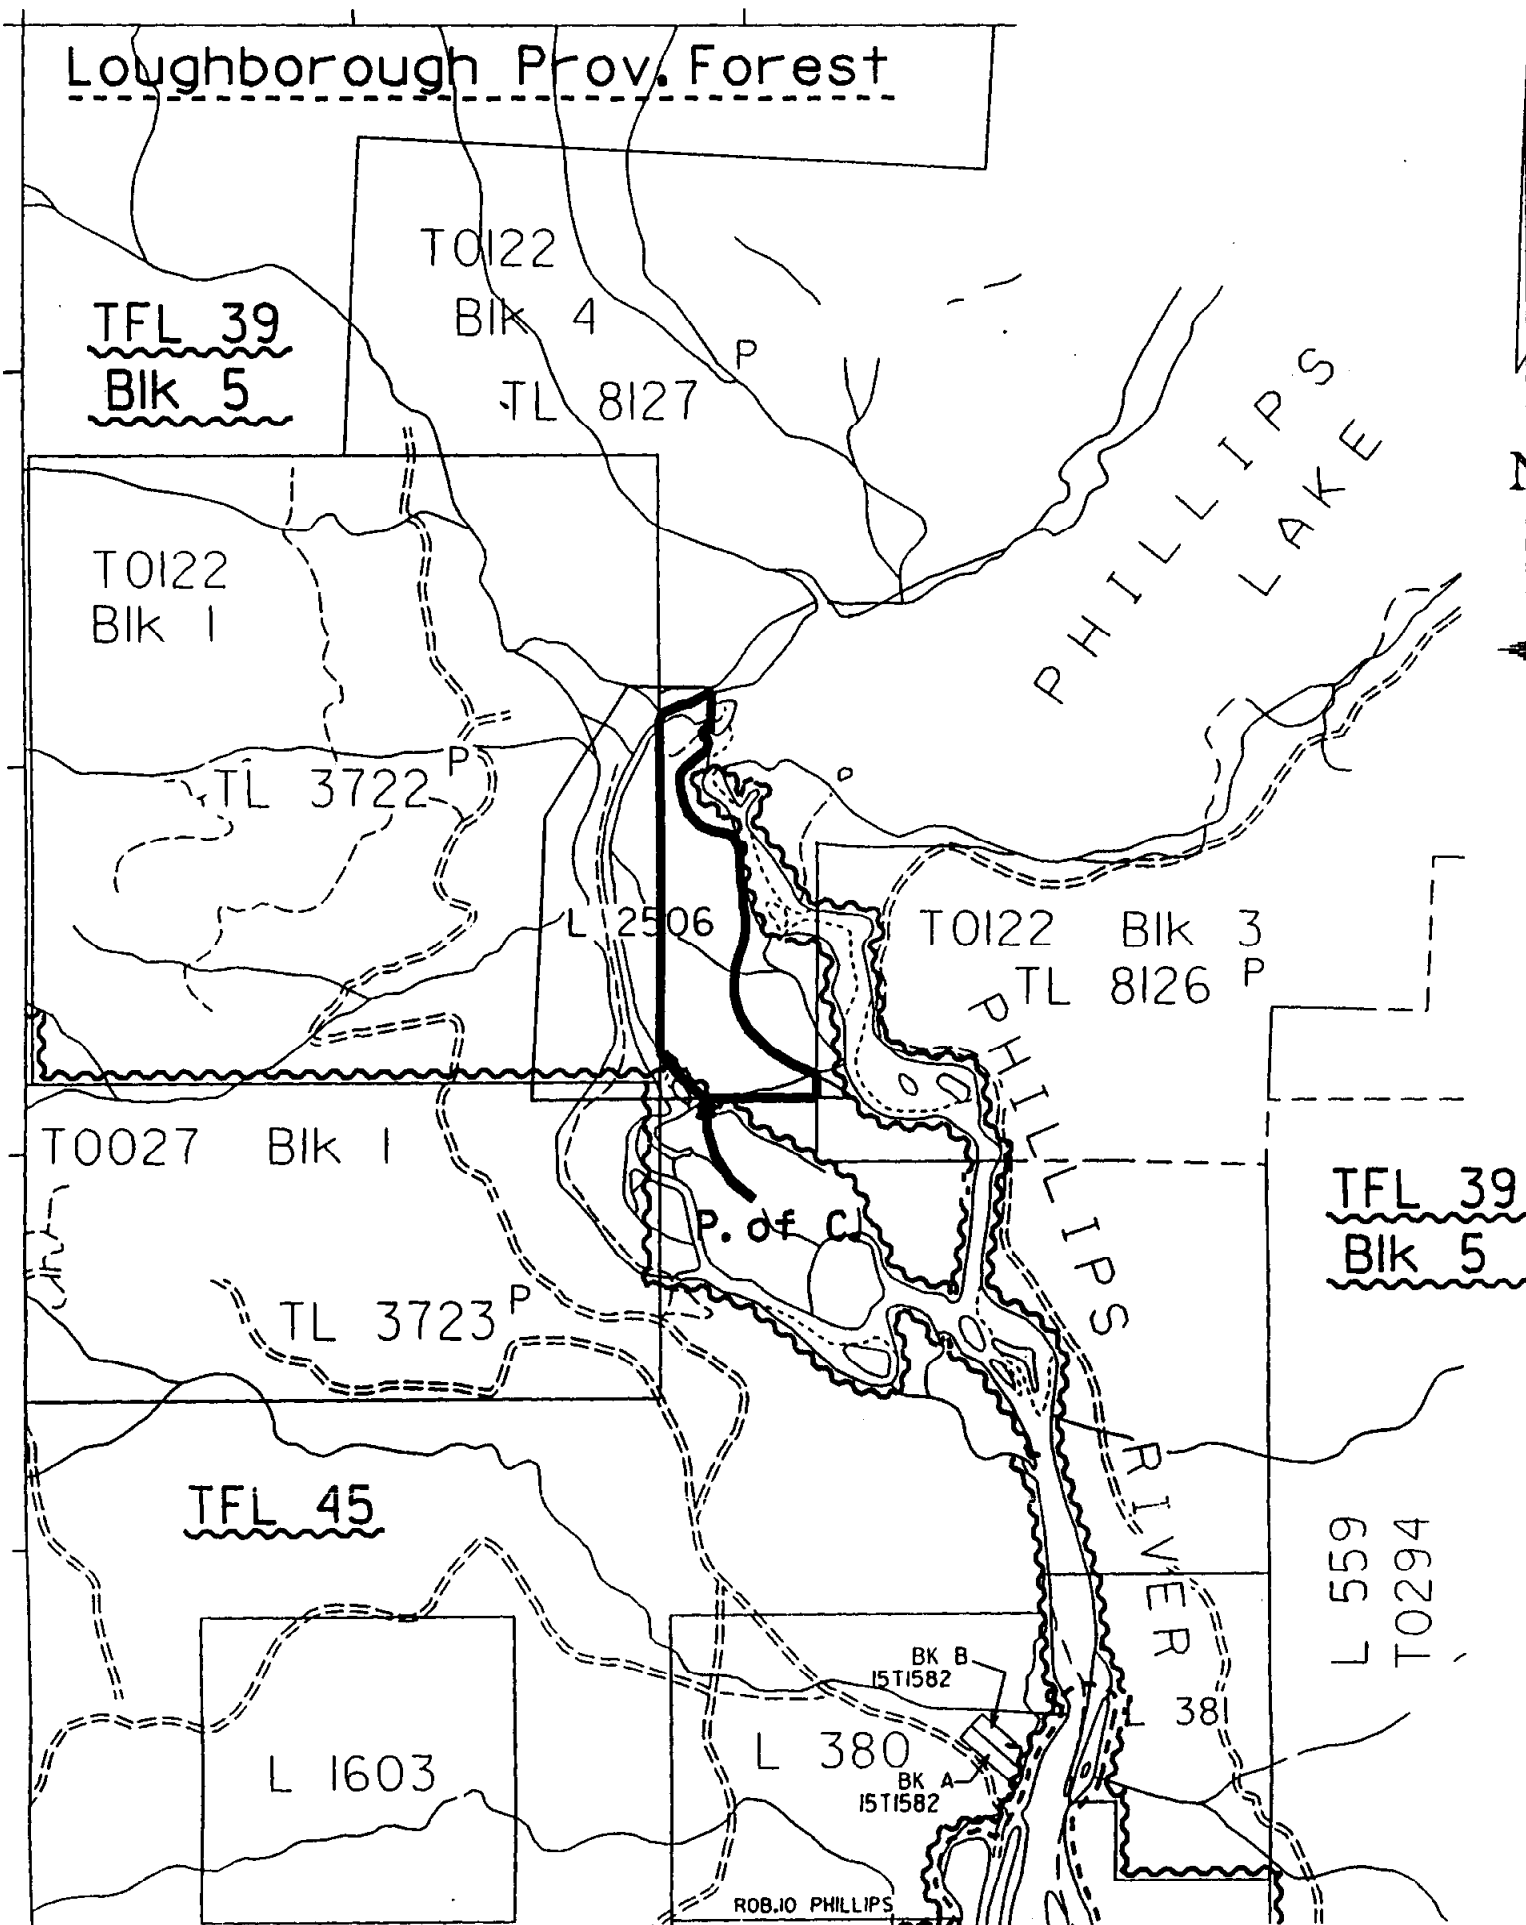 Loughborough Prov. Forest
T0122
Blk 4
TL 8127
P
TFL 39
Blk 5
PHILLIPS
LAKE
N
T0122
Blk 1
TL 3722 P
L 2506
T0122 Blk 3
TL 8126 P
PHILLIPS
RIVER
T0027 Blk 1
P. of C.
TFL 39
Blk 5
TL 3723 P
TFL 45
L 559
T0294
BK B
15T1582
L 381
L 1603
L 380
BK A
15T1582
ROB.10 PHILLIPS